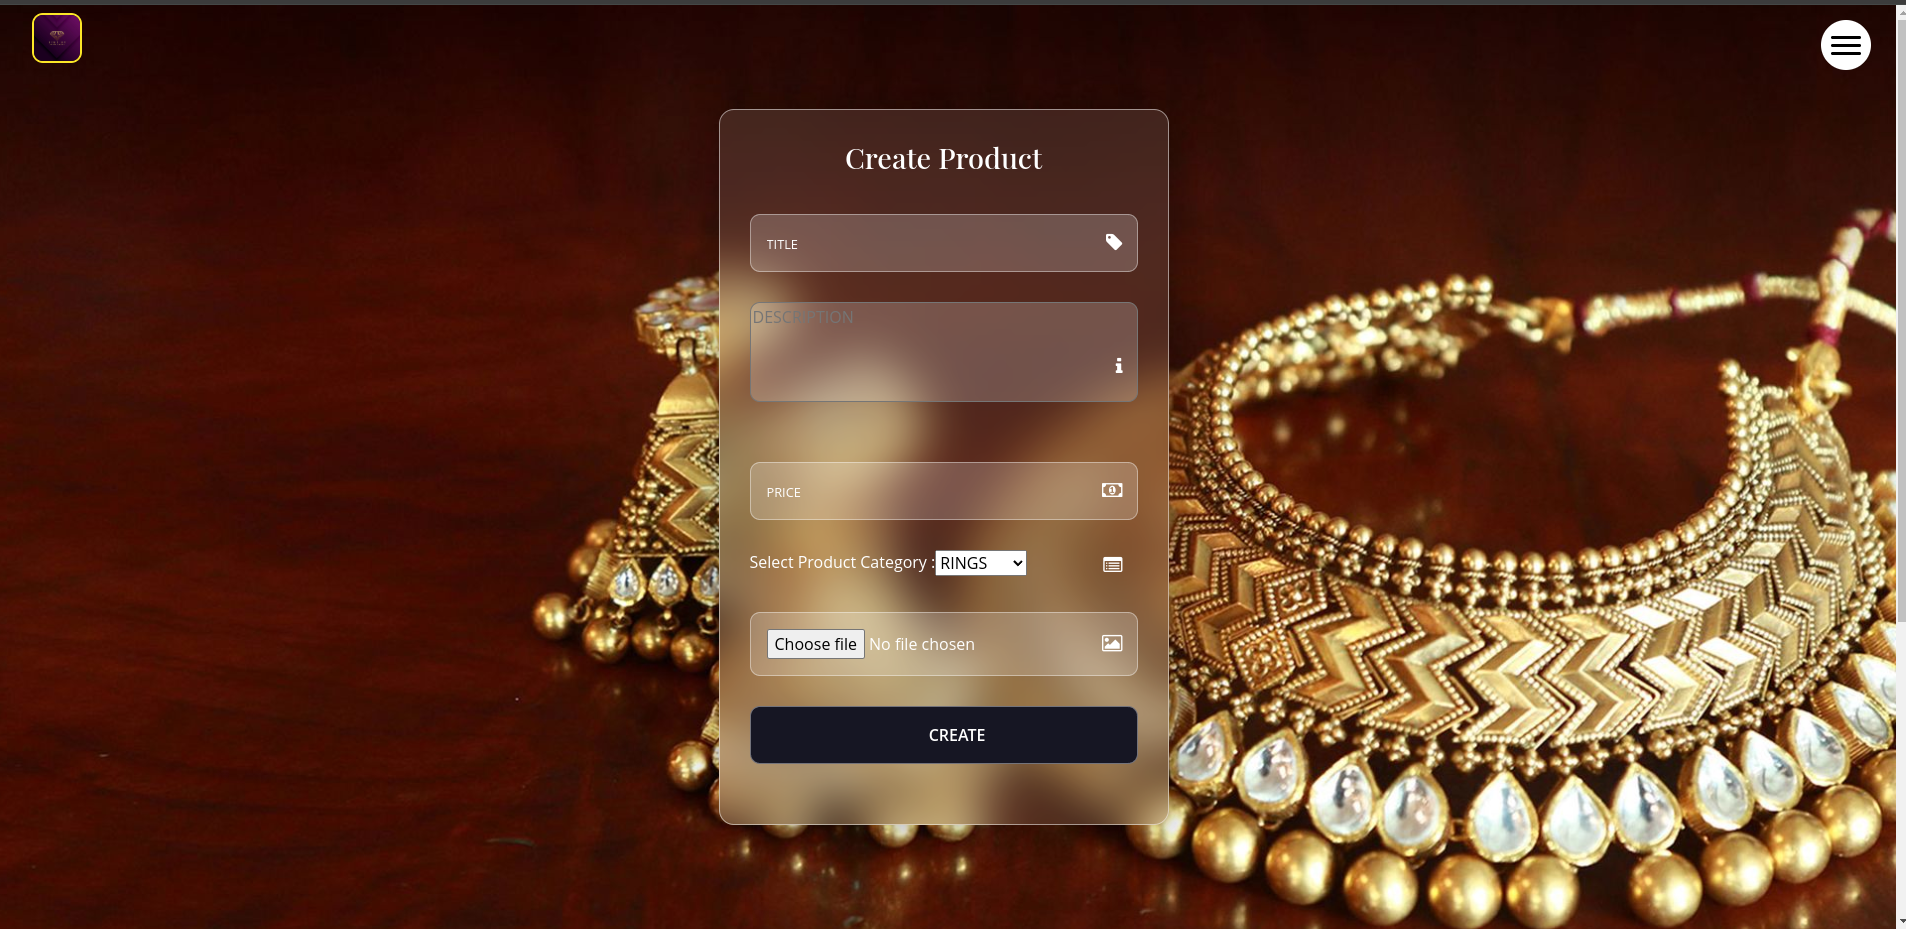 Create Product
TITLE
DESCRIPTION
PRICE
Select Product Category : RINGS
Choose file No file chosen
CREATE